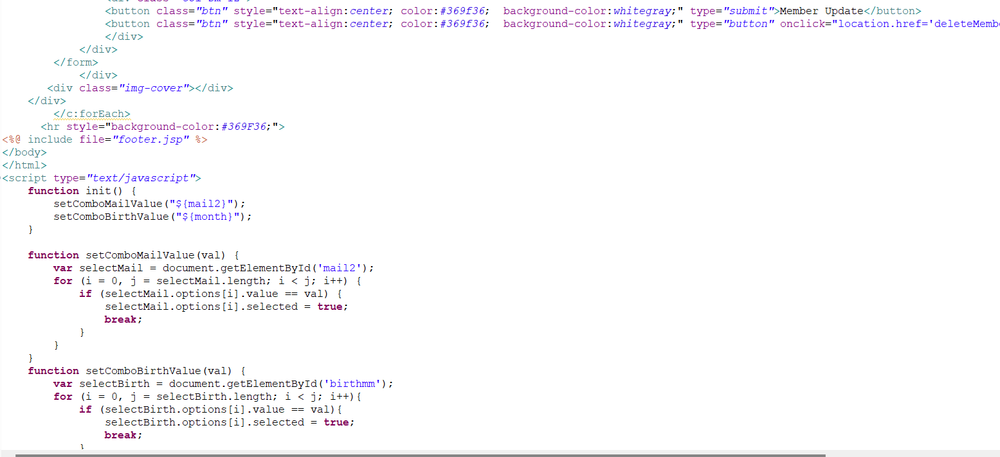 <button class="btn" style="text-align:center; color:#369f36;  background-color:whitegray;" type="submit">Member Update</button>
<button class="btn" style="text-align:center; color:#369f36;  background-color:whitegray;" type="button" onclick="location.href='deleteMemb
</div>
</div>
</form>
</div>
<div class="img-cover"></div>
</div>
</c:forEach>
<hr style="background-color:#369F36;">
<%@ include file="footer.jsp" %>
</body>
</html>
<script type="text/javascript">
function init() {
setComboMailValue("${mail2}");
setComboBirthValue("${month}");
}
function setComboMailValue(val) {
var selectMail = document.getElementById('mail2');
for (i = 0, j = selectMail.length; i < j; i++) {
if (selectMail.options[i].value == val) {
selectMail.options[i].selected = true;
break;
}
}
}
function setComboBirthValue(val) {
var selectBirth = document.getElementById('birthmm');
for (i = 0, j = selectBirth.length; i < j; i++){
if (selectBirth.options[i].value == val){
selectBirth.options[i].selected = true;
break;
}